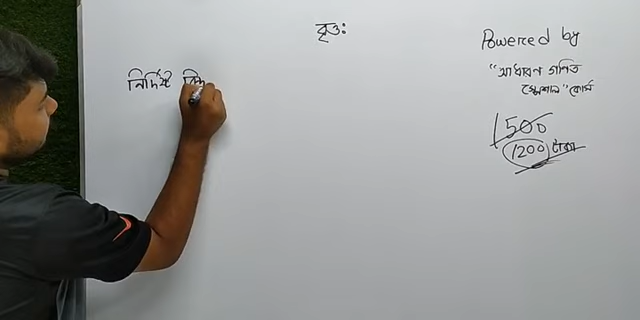 বৃত্তঃ
নির্দিষ্ট
Powered by
"সাধারণ গণিত
স্পেশাল" কোর্স
1500
1200 টাকা